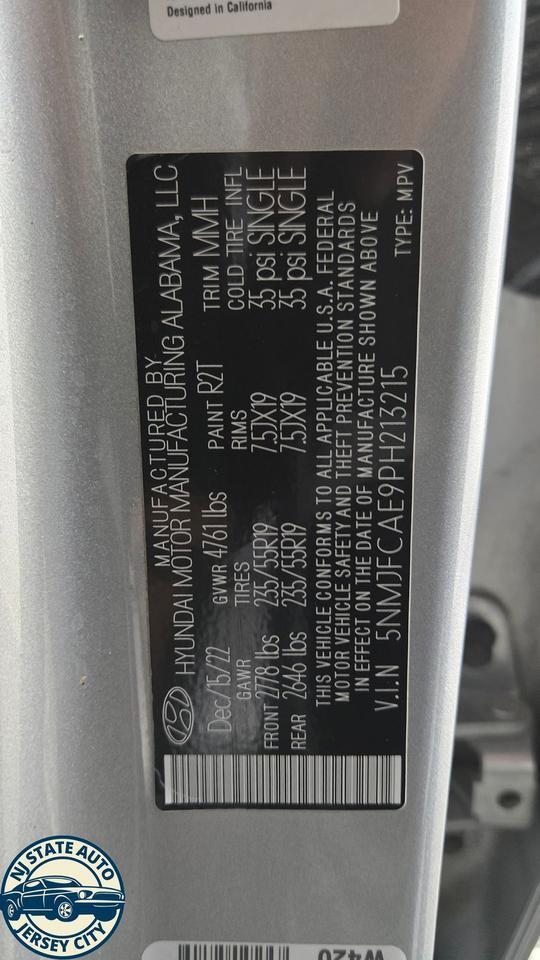 Designed in California
MANUFACTURED BY
HYUNDAI MOTOR MANUFACTURING ALABAMA, LLC
Dec/15/22 GVWR 4761 lbs PAINT R2T TRIM MMH
GAWR TIRES RIMS COLD TIRE INFL
FRONT 2778 lbs 235/55R19 7.5JX19 35 psi SINGLE
REAR 2646 lbs 235/55R19 7.5JX19 35 psi SINGLE
THIS VEHICLE CONFORMS TO ALL APPLICABLE U.S.A. FEDERAL
MOTOR VEHICLE SAFETY AND THEFT PREVENTION STANDARDS
IN EFFECT ON THE DATE OF MANUFACTURE SHOWN ABOVE
V.I.N 5NMJFCAE9PH213215 TYPE: MPV
W420
NJ STATE AUTO
JERSEY CITY